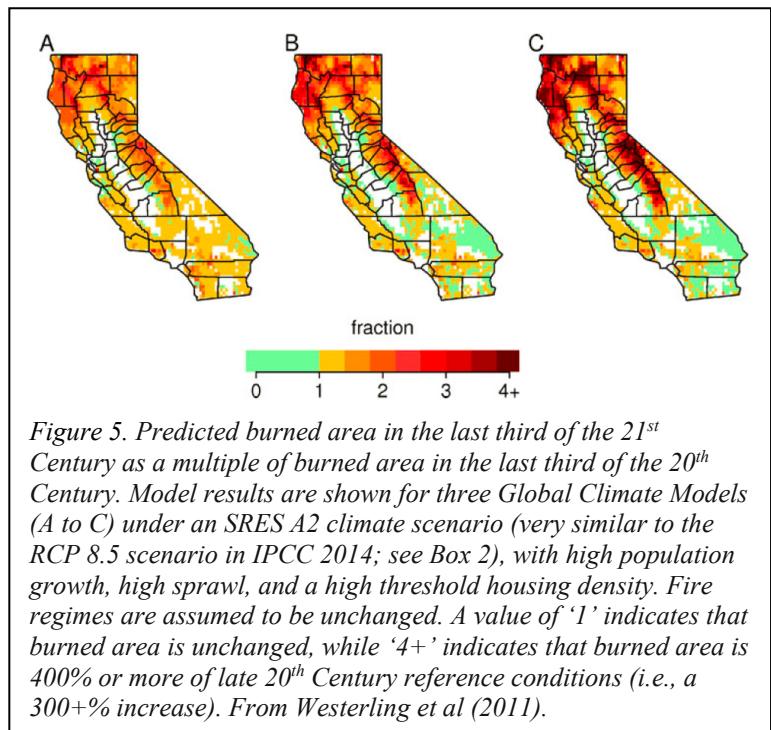 A B C
fraction
0 1 2 3 4+
Figure 5. Predicted burned area in the last third of the 21st
Century as a multiple of burned area in the last third of the 20th
Century. Model results are shown for three Global Climate Models
(A to C) under an SRES A2 climate scenario (very similar to the
RCP 8.5 scenario in IPCC 2014; see Box 2), with high population
growth, high sprawl, and a high threshold housing density. Fire
regimes are assumed to be unchanged. A value of ‘1’ indicates that
burned area is unchanged, while ‘4+’ indicates that burned area is
400% or more of late 20th Century reference conditions (i.e., a
300+% increase). From Westerling et al (2011).